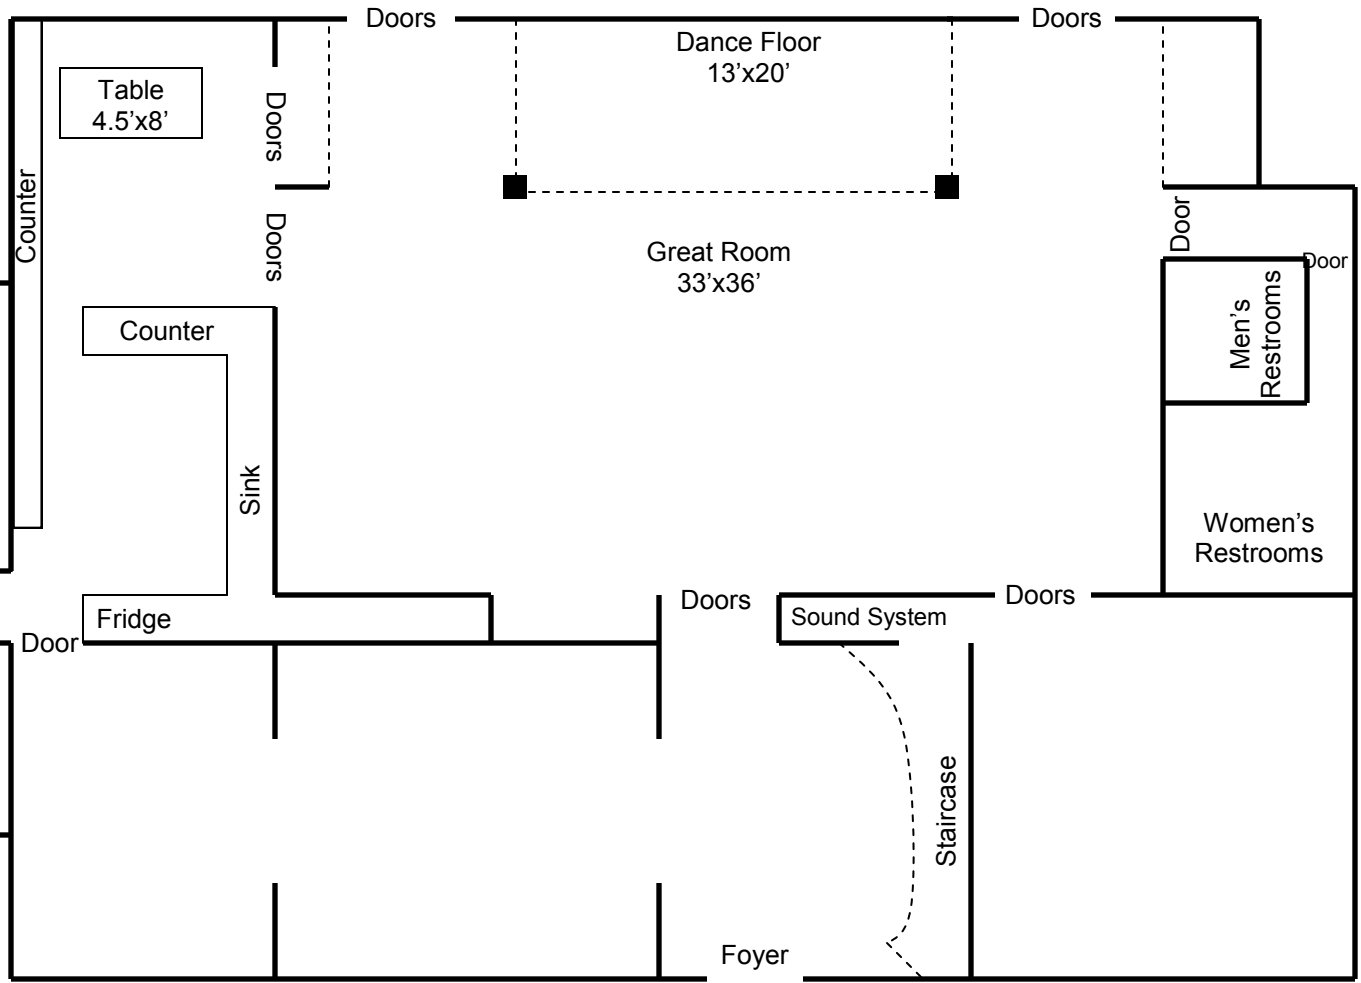 Doors
Doors
Dance Floor
13’x20’
Table
4.5’x8’
Doors
Counter
Doors
Door
Great Room
33’x36’
Door
Men’s
Restrooms
Counter
Sink
Women’s
Restrooms
Doors
Doors
Fridge
Sound System
Door
Staircase
Foyer